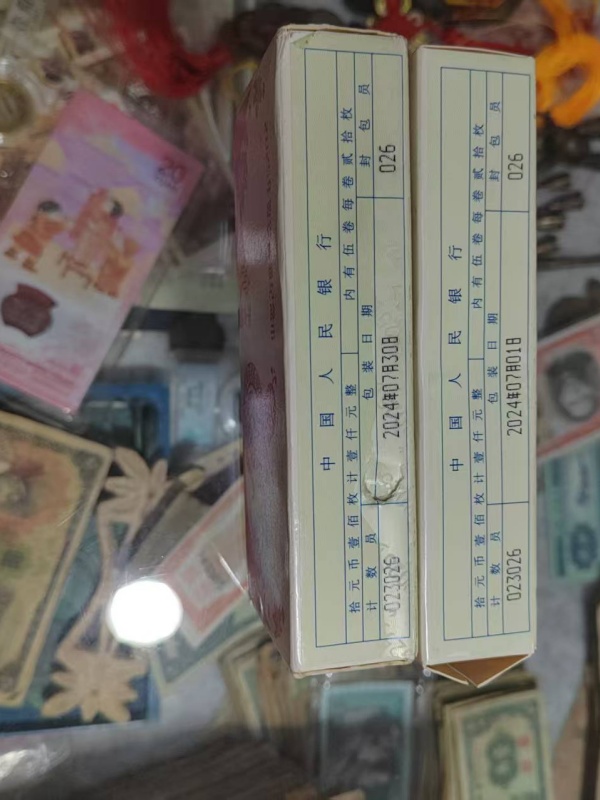 中国人民银行
拾元币壹佰枚计壹仟元整 内有伍卷每卷贰拾枚
计数员 包装日期 封包员
023026 2024年07月30日 026
中国人民银行
拾元币壹佰枚计壹仟元整 内有伍卷每卷贰拾枚
计数员 包装日期 封包员
023026 2024年07月01日 026